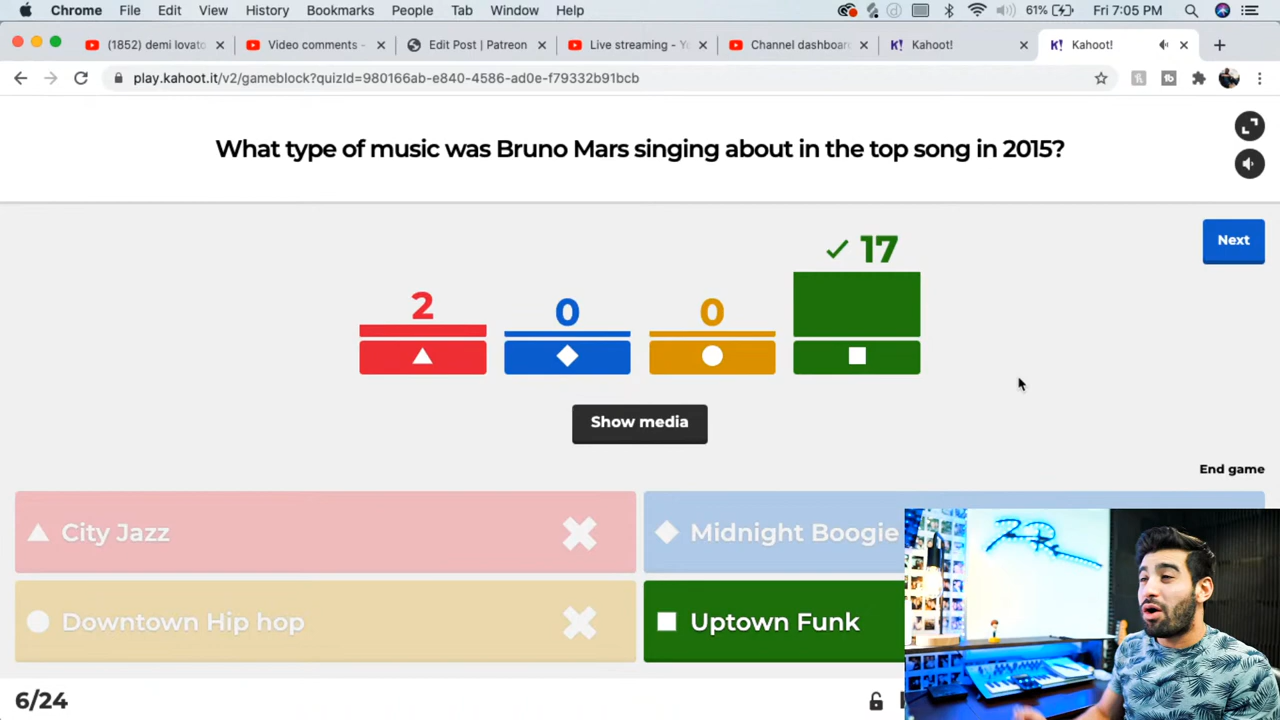 Chrome File Edit View History Bookmarks People Tab Window Help 61% Fri 7:05 PM
(1852) demi lovato Video comments - Edit Post | Patreon Live streaming - Yo Channel dashboar Kahoot! K! Kahoot!
play.kahoot.it/v2/gameblock?quizId=980166ab-e840-4586-ad0e-f79332b91bcb
What type of music was Bruno Mars singing about in the top song in 2015?
Next
17
2
0
0
Show media
End game
City Jazz
Midnight Boogie
Downtown Hip hop
Uptown Funk
6/24